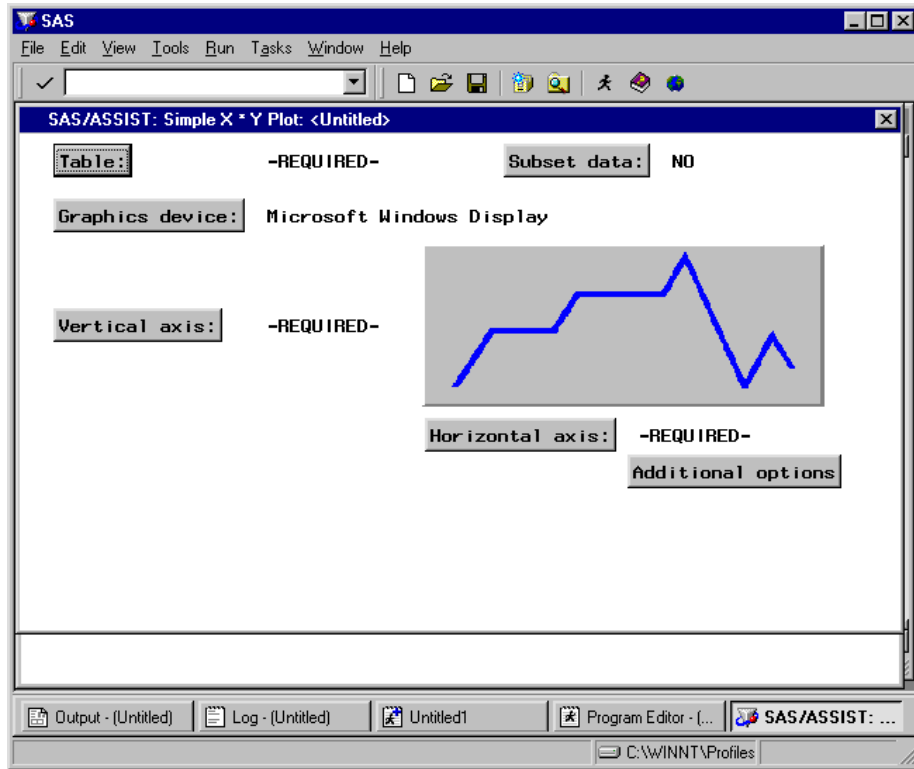 SAS
File Edit View Tools Run Tasks Window Help
SAS/ASSIST: Simple X * Y Plot: <Untitled>
Table: -REQUIRED- Subset data: NO
Graphics device: Microsoft Windows Display
Vertical axis: -REQUIRED-
Horizontal axis: -REQUIRED-
Additional options
Output - (Untitled) Log - (Untitled) Untitled1 Program Editor - (... SAS/ASSIST: ...
C:\WINNT\Profiles